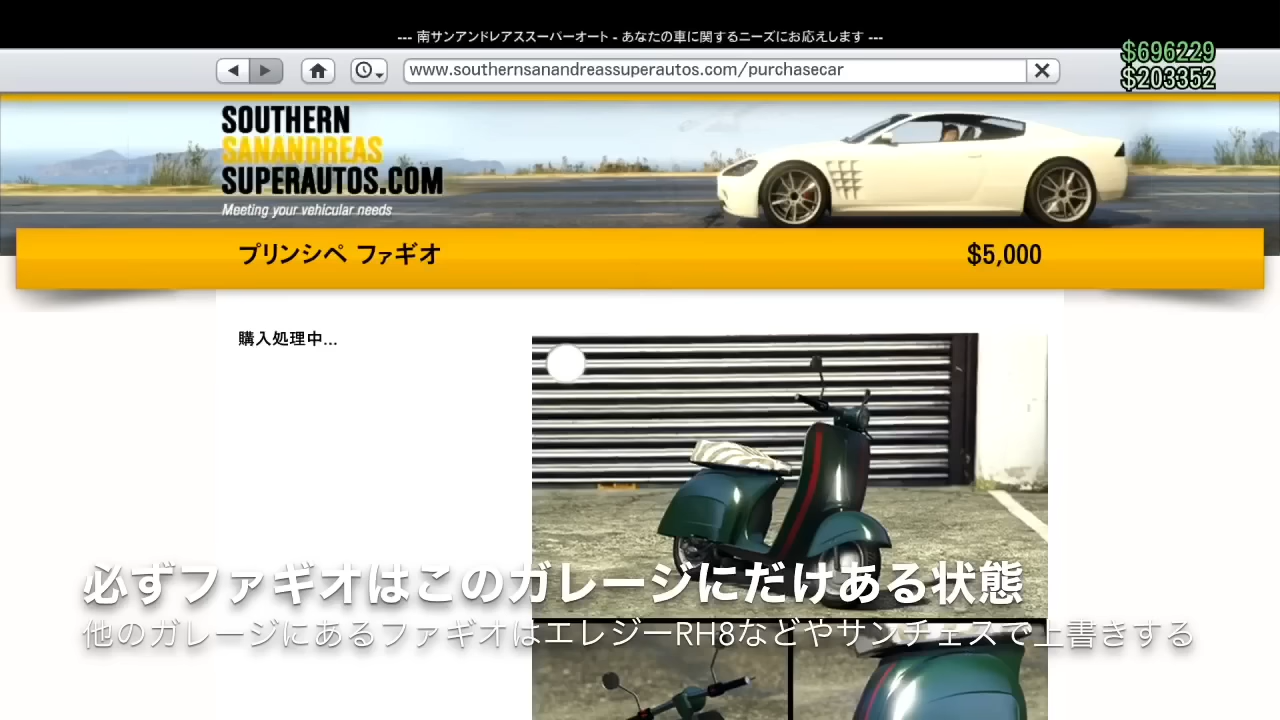 --- 南サンアンドレアススーパーオート - あなたの車に関するニーズにお応えします ---
$696229
www.southernsanandreassuperautos.com/purchasecar
$203352
SOUTHERN
SANANDREAS
SUPERAUTOS.COM
Meeting your vehicular needs
プリンシペ ファギオ
$5,000
購入処理中...
必ずファギオはこのガレージにだけある状態
他のガレージにあるファギオはエレジーRH8などやサンチェスで上書きする